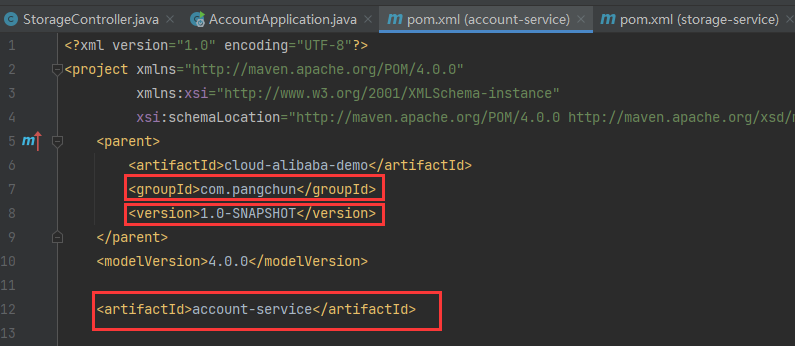 StorageController.java × AccountApplication.java × pom.xml (account-service) × pom.xml (storage-service)
1 <?xml version="1.0" encoding="UTF-8"?>
2 <project xmlns="http://maven.apache.org/POM/4.0.0"
3 xmlns:xsi="http://www.w3.org/2001/XMLSchema-instance"
4 xsi:schemaLocation="http://maven.apache.org/POM/4.0.0 http://maven.apache.org/xsd/
5 <parent>
6 <artifactId>cloud-alibaba-demo</artifactId>
7 <groupId>com.pangchun</groupId>
8 <version>1.0-SNAPSHOT</version>
9 </parent>
10 <modelVersion>4.0.0</modelVersion>
11
12 <artifactId>account-service</artifactId>
13